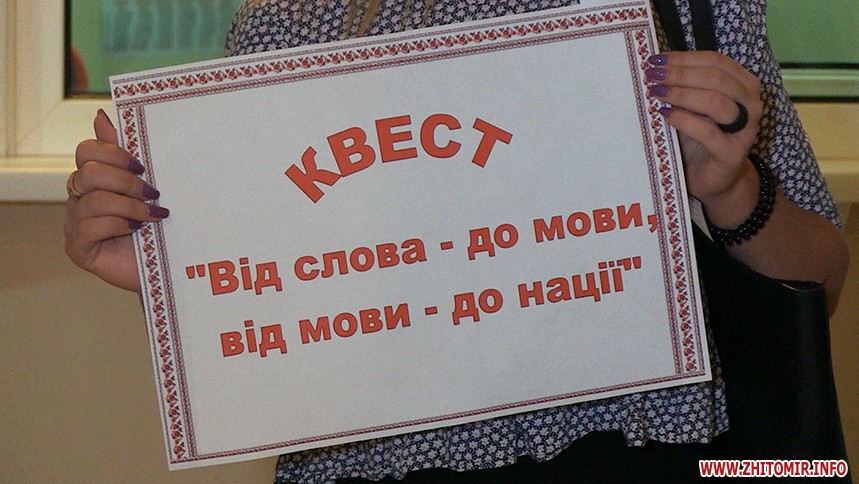 КВЕСТ
"Від слова - до мови,
від мови - до нації"
WWW.ZHITOMIR.INFO